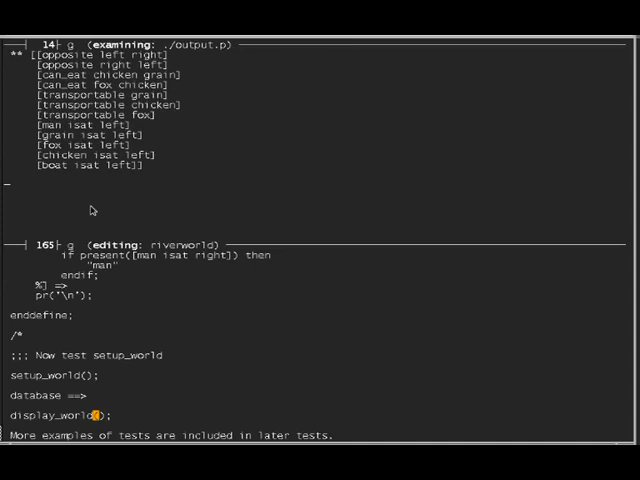 14 g (examining: ./output.p)
** [[opposite left right]
[opposite right left]
[can_eat chicken grain]
[can_eat fox chicken]
[transportable grain]
[transportable chicken]
[transportable fox]
[man isat left]
[grain isat left]
[fox isat left]
[chicken isat left]
[boat isat left]]
165 g (editing: riverworld)
if present([man isat right]) then
"man"
endif;
%] =>
pr('\n');
enddefine;
/*
;;; Now test setup_world
setup_world();
database ==>
display_world();
More examples of tests are included in later tests.